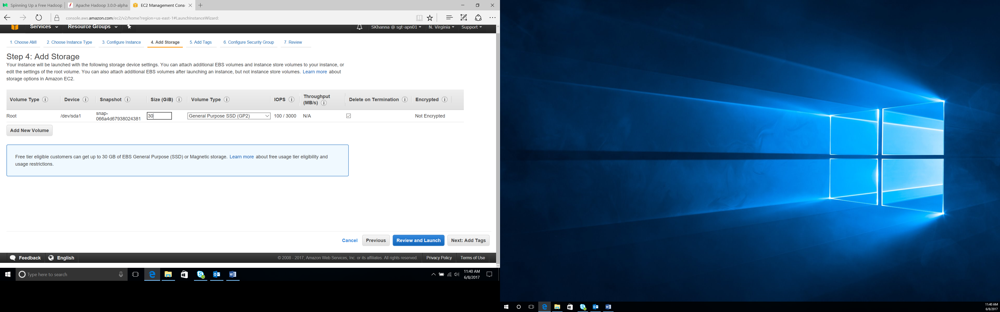 Spinning Up a Free Hadoop
Apache Hadoop 3.0.0-alpha
EC2 Management Cons
console.aws.amazon.com/ec2/v2/home?region=us-east-1#LaunchInstanceWizard:
Services
Resource Groups
SKhanna @ sgt-apn01
N. Virginia
Support
1. Choose AMI
2. Choose Instance Type
3. Configure Instance
4. Add Storage
5. Add Tags
6. Configure Security Group
7. Review
Step 4: Add Storage
Your instance will be launched with the following storage device settings. You can attach additional EBS volumes and instance store volumes to your instance, or
edit the settings of the root volume. You can also attach additional EBS volumes after launching an instance, but not instance store volumes. Learn more about
storage options in Amazon EC2.
Volume Type
Device
Snapshot
Size (GiB)
Volume Type
IOPS
Throughput
(MB/s)
Delete on Termination
Encrypted
Root
/dev/sda1
snap-
066a4d67938024381
30
General Purpose SSD (GP2)
100 / 3000
N/A
Not Encrypted
Add New Volume
Free tier eligible customers can get up to 30 GB of EBS General Purpose (SSD) or Magnetic storage. Learn more about free usage tier eligibility and
usage restrictions.
Cancel
Previous
Review and Launch
Next: Add Tags
Feedback
English
© 2008 - 2017, Amazon Web Services, Inc. or its affiliates. All rights reserved.
Privacy Policy
Terms of Use
Type here to search
11:40 AM
6/8/2017
11:40 AM
6/8/2017